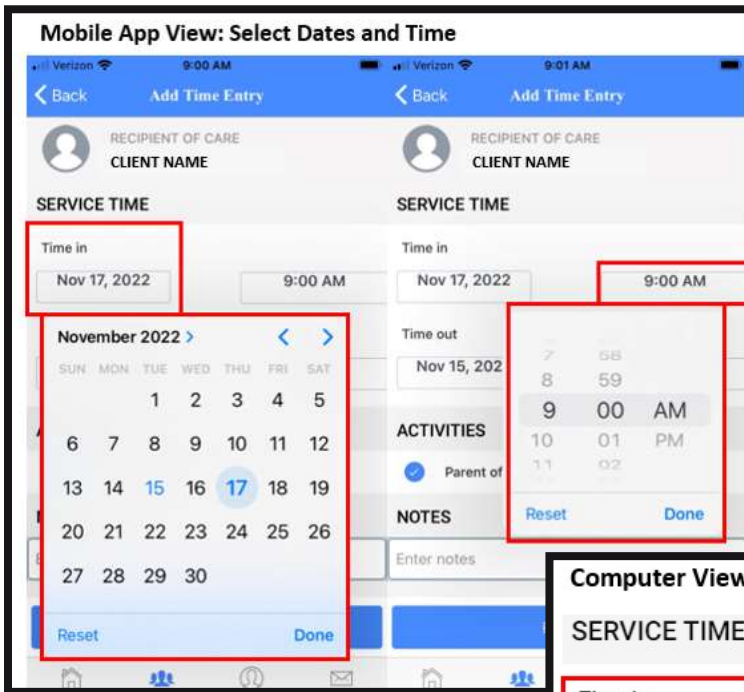 Mobile App View: Select Dates and Time
Verizon 9:00 AM
Back Add Time Entry
RECIPIENT OF CARE
CLIENT NAME
SERVICE TIME
Time in
Nov 17, 2022 9:00 AM
November 2022 >
SUN MON TUE WED THU FRI SAT
1 2 3 4 5
6 7 8 9 10 11 12
13 14 15 16 17 18 19
20 21 22 23 24 25 26
27 28 29 30
Reset Done
Verizon 9:01 AM
Back Add Time Entry
RECIPIENT OF CARE
CLIENT NAME
SERVICE TIME
Time in
Nov 17, 2022 9:00 AM
Time out
Nov 15, 202
7 58
8 59
9 00 AM
10 01 PM
11 02
Reset Done
ACTIVITIES
Parent of
NOTES
Enter notes
Computer View
SERVICE TIME